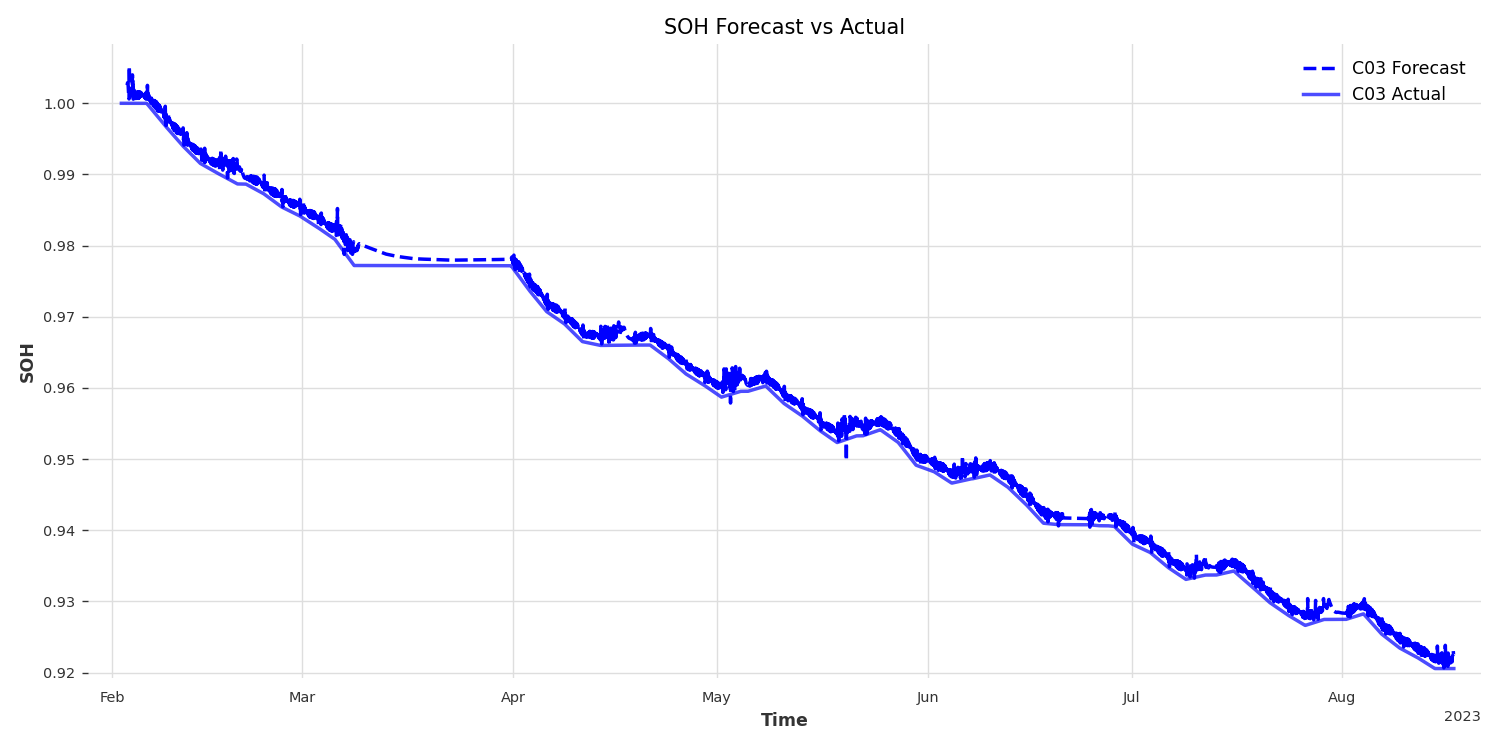 SOH Forecast vs Actual
C03 Forecast
C03 Actual
1.00
0.99
0.98
0.97
0.96
0.95
0.94
0.93
0.92
SOH
Feb Mar Apr May Jun Jul Aug
2023
Time